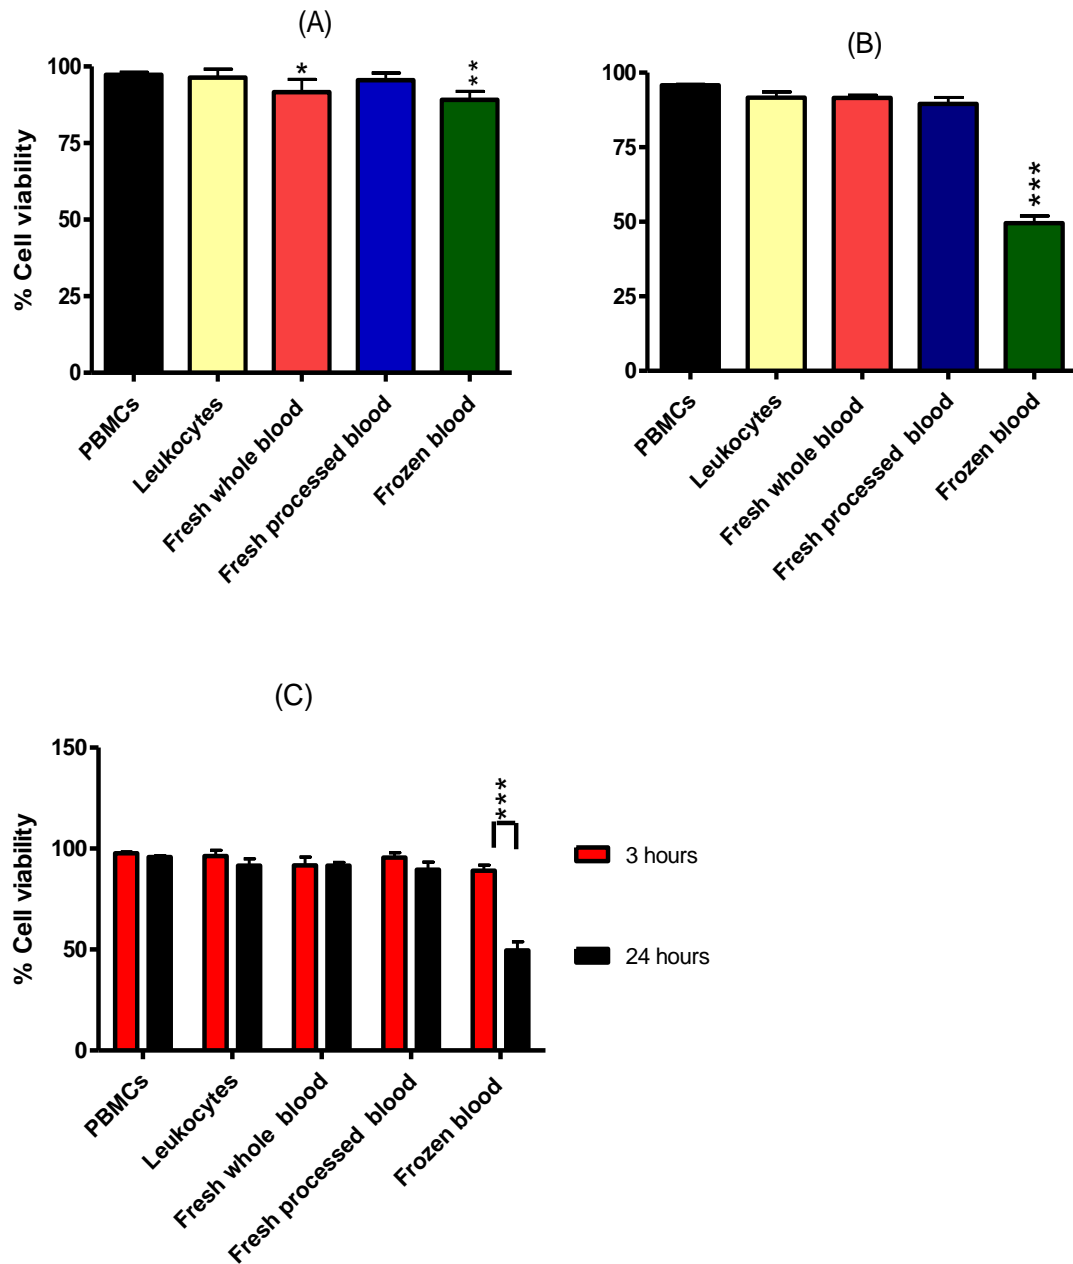 (A)
% Cell viability
100
75
50
25
0
*
**
PBMCs
Leukocytes
Fresh whole blood
Fresh processed blood
Frozen blood
(B)
100
75
50
25
0
***
PBMCs
Leukocytes
Fresh whole blood
Fresh processed blood
Frozen blood
(C)
% Cell viability
150
100
50
0
***
PBMCs
Leukocytes
Fresh whole blood
Fresh processed blood
Frozen blood
3 hours
24 hours